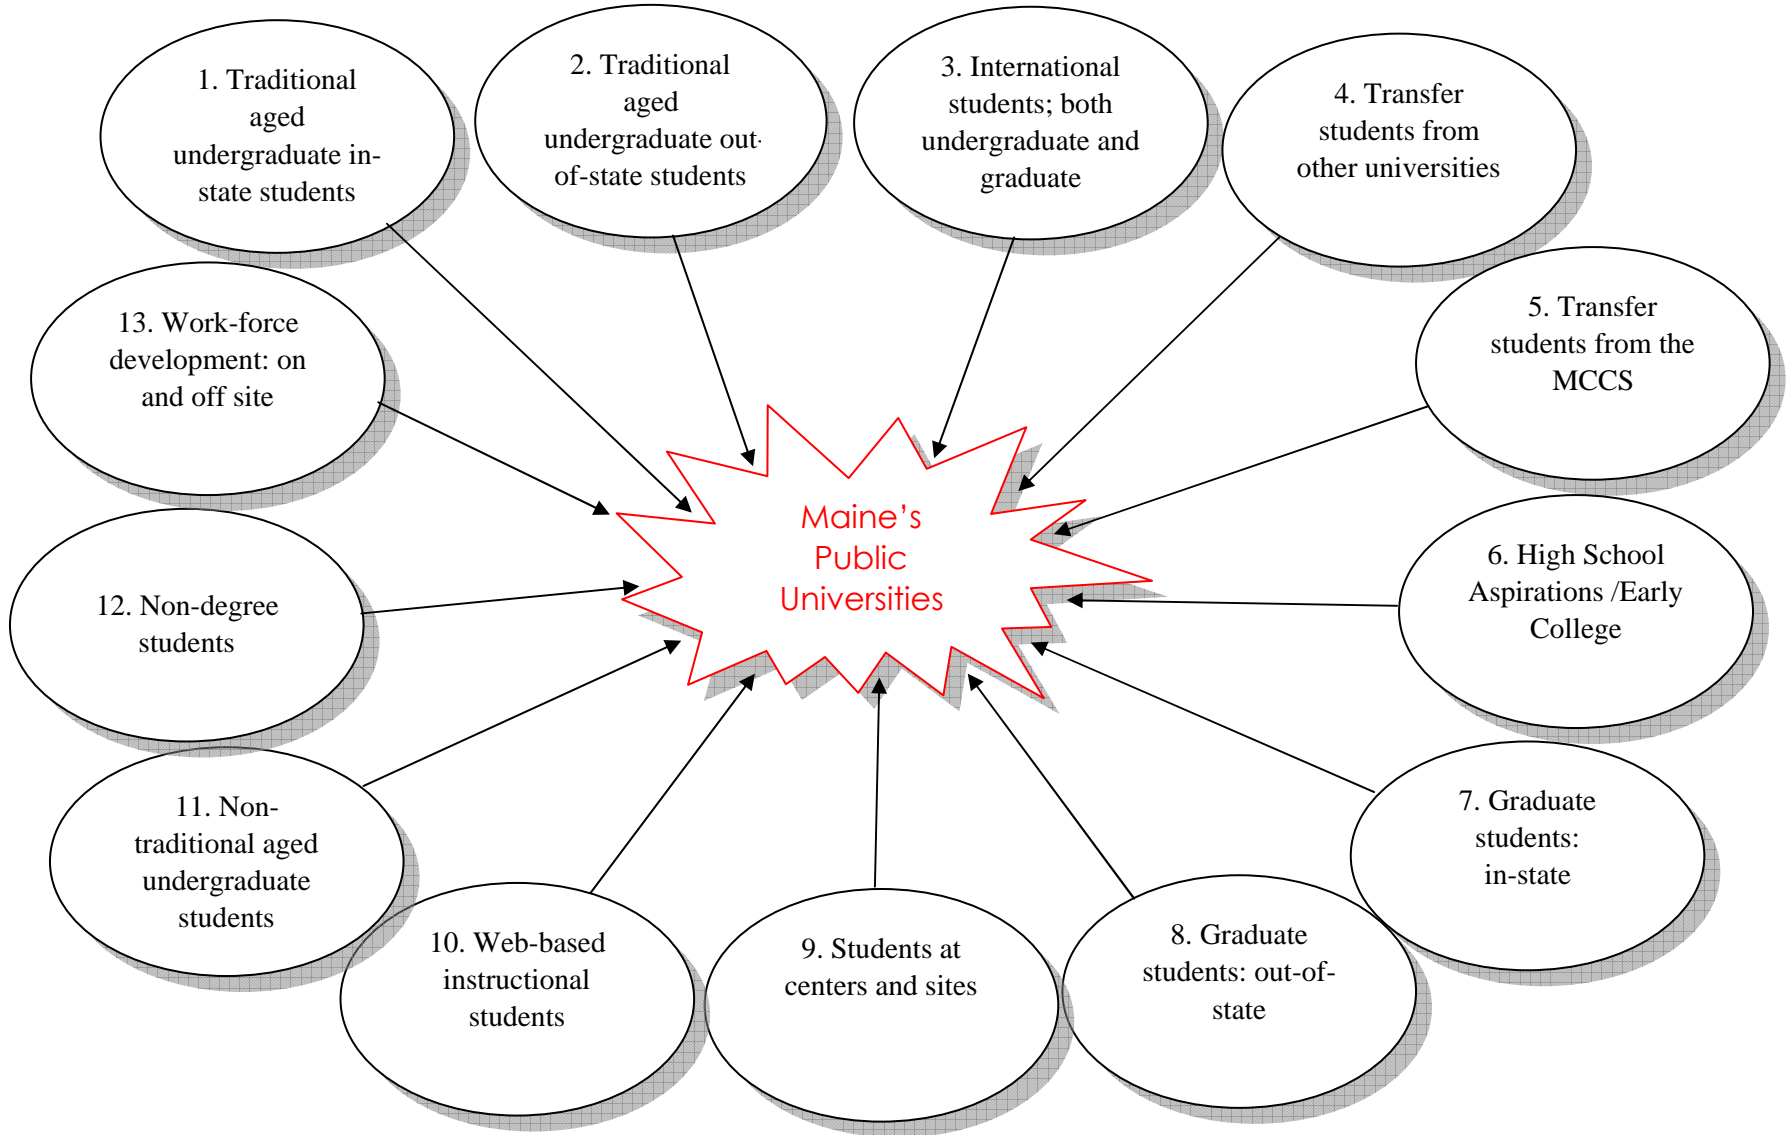 1. Traditional
aged
undergraduate in-
state students
2. Traditional
aged
undergraduate out-
of-state students
3. International
students; both
undergraduate and
graduate
4. Transfer
students from
other universities
5. Transfer
students from the
MCCS
6. High School
Aspirations /Early
College
7. Graduate
students:
in-state
8. Graduate
students: out-of-
state
9. Students at
centers and sites
10. Web-based
instructional
students
11. Non-
traditional aged
undergraduate
students
12. Non-degree
students
13. Work-force
development: on
and off site
Maine’s
Public
Universities